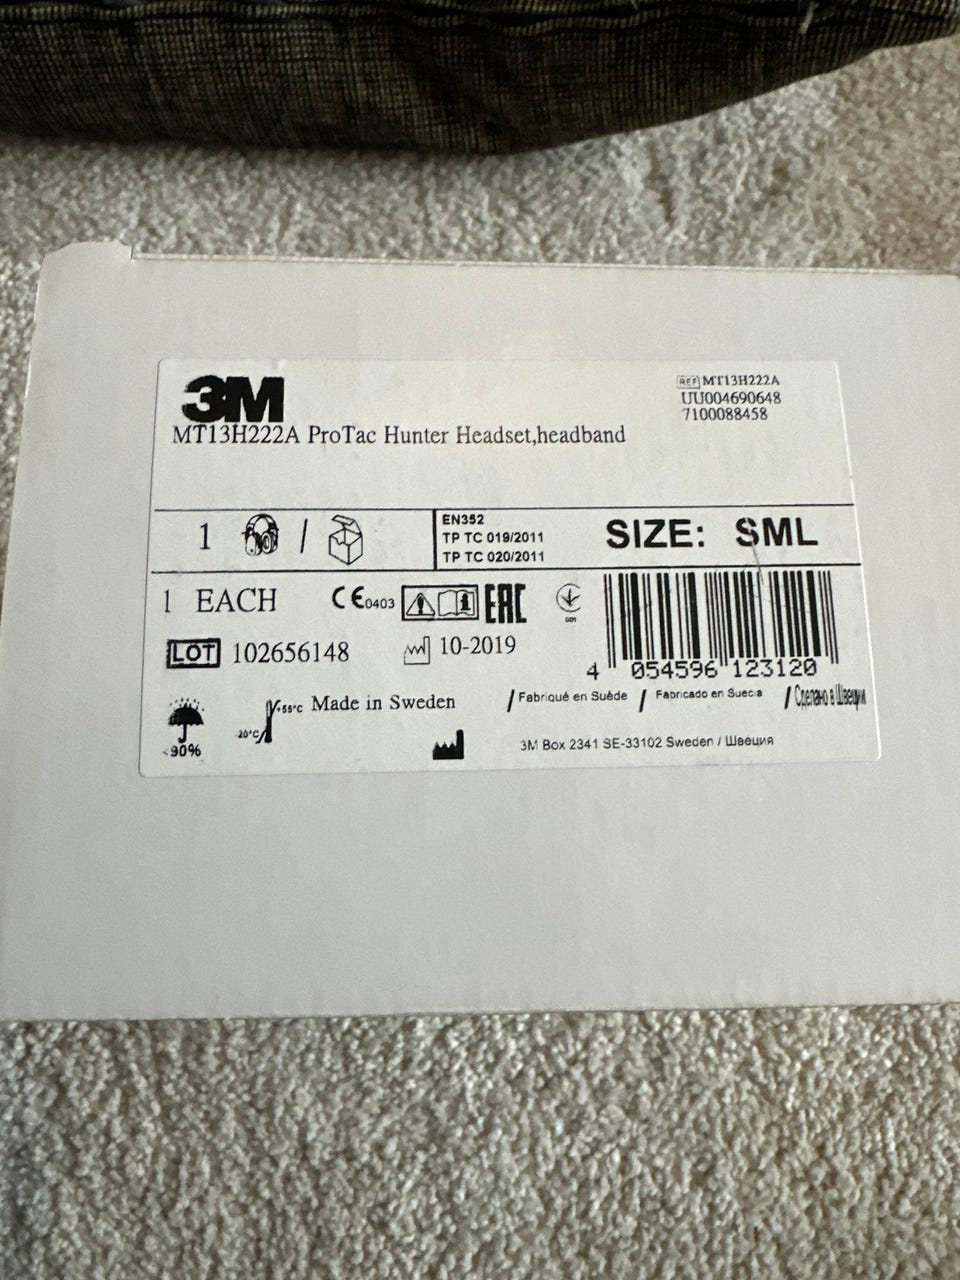 3M
MT13H222A ProTac Hunter Headset,headband
REF MT13H222A
UU004690648
7100088458
1 /
EN352
TP TC 019/2011
TP TC 020/2011
SIZE: SML
1 EACH
CE0403
EAC
LOT 102656148
10-2019
4 054596 123120
<90%
-20°C
+55°C
Made in Sweden / Fabriqué en Suède / Fabricado en Suecia / Сделано в Швеции
3M Box 2341 SE-33102 Sweden / Швеция